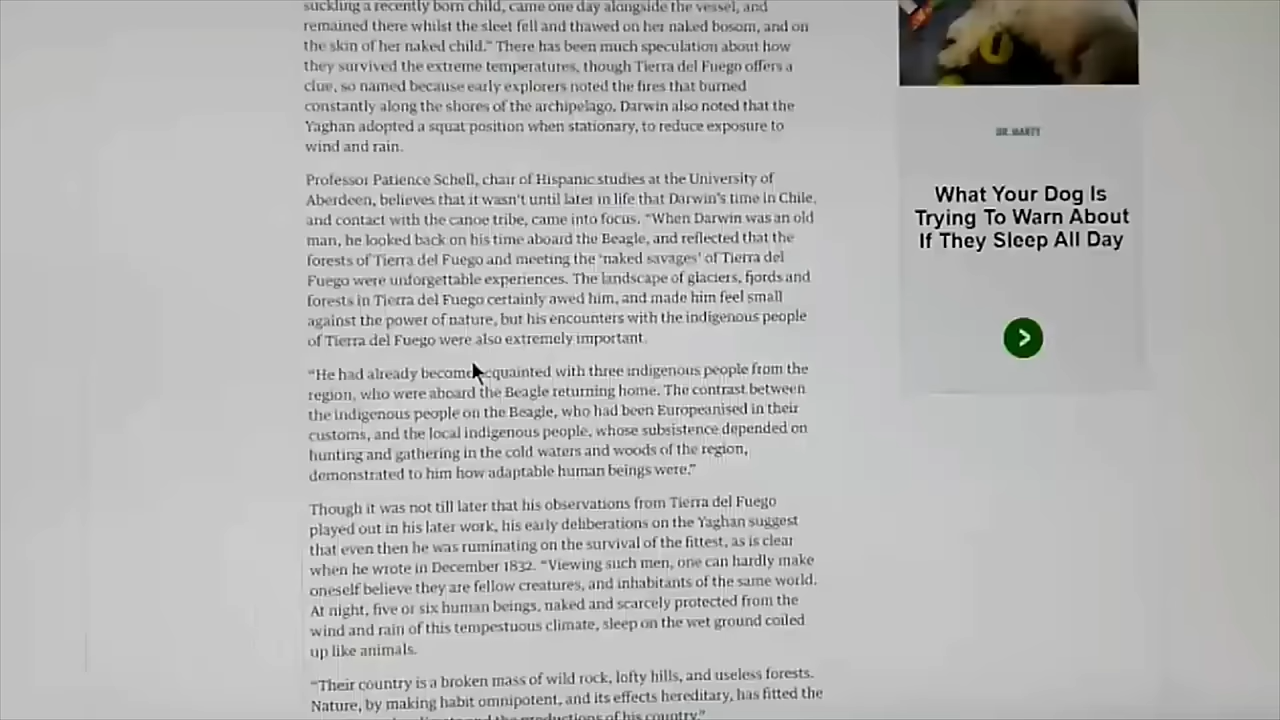 suckling a recently born child, came one day alongside the vessel, and
remained there whilst the sleet fell and thawed on her naked bosom, and on
the skin of her naked child." There has been much speculation about how
they survived the extreme temperatures, though Tierra del Fuego offers a
clue, so named because early explorers noted the fires that burned
constantly along the shores of the archipelago. Darwin also noted that the
Yaghan adopted a squat position when stationary, to reduce exposure to
wind and rain.
Professor Patience Schell, chair of Hispanic studies at the University of
Aberdeen, believes that it wasn't until later in life that Darwin's time in Chile,
and contact with the canoe tribe, came into focus. "When Darwin was an old
man, he looked back on his time aboard the Beagle, and reflected that the
forests of Tierra del Fuego and meeting the 'naked savages' of Tierra del
Fuego were unforgettable experiences. The landscape of glaciers, fjords and
forests in Tierra del Fuego certainly awed him, and made him feel small
against the power of nature, but his encounters with the indigenous people
of Tierra del Fuego were also extremely important.
"He had already become acquainted with three indigenous people from the
region, who were aboard the Beagle returning home. The contrast between
the indigenous people on the Beagle, who had been Europeanised in their
customs, and the local indigenous people, whose subsistence depended on
hunting and gathering in the cold waters and woods of the region,
demonstrated to him how adaptable human beings were."
Though it was not till later that his observations from Tierra del Fuego
played out in his later work, his early deliberations on the Yaghan suggest
that even then he was ruminating on the survival of the fittest, as is clear
when he wrote in December 1832. "Viewing such men, one can hardly make
oneself believe they are fellow creatures, and inhabitants of the same world.
At night, five or six human beings, naked and scarcely protected from the
wind and rain of this tempestuous climate, sleep on the wet ground coiled
up like animals.
"Their country is a broken mass of wild rock, lofty hills, and useless forests.
Nature, by making habit omnipotent, and its effects hereditary, has fitted the
productions of his country."
DR. MARTY
What Your Dog Is
Trying To Warn About
If They Sleep All Day